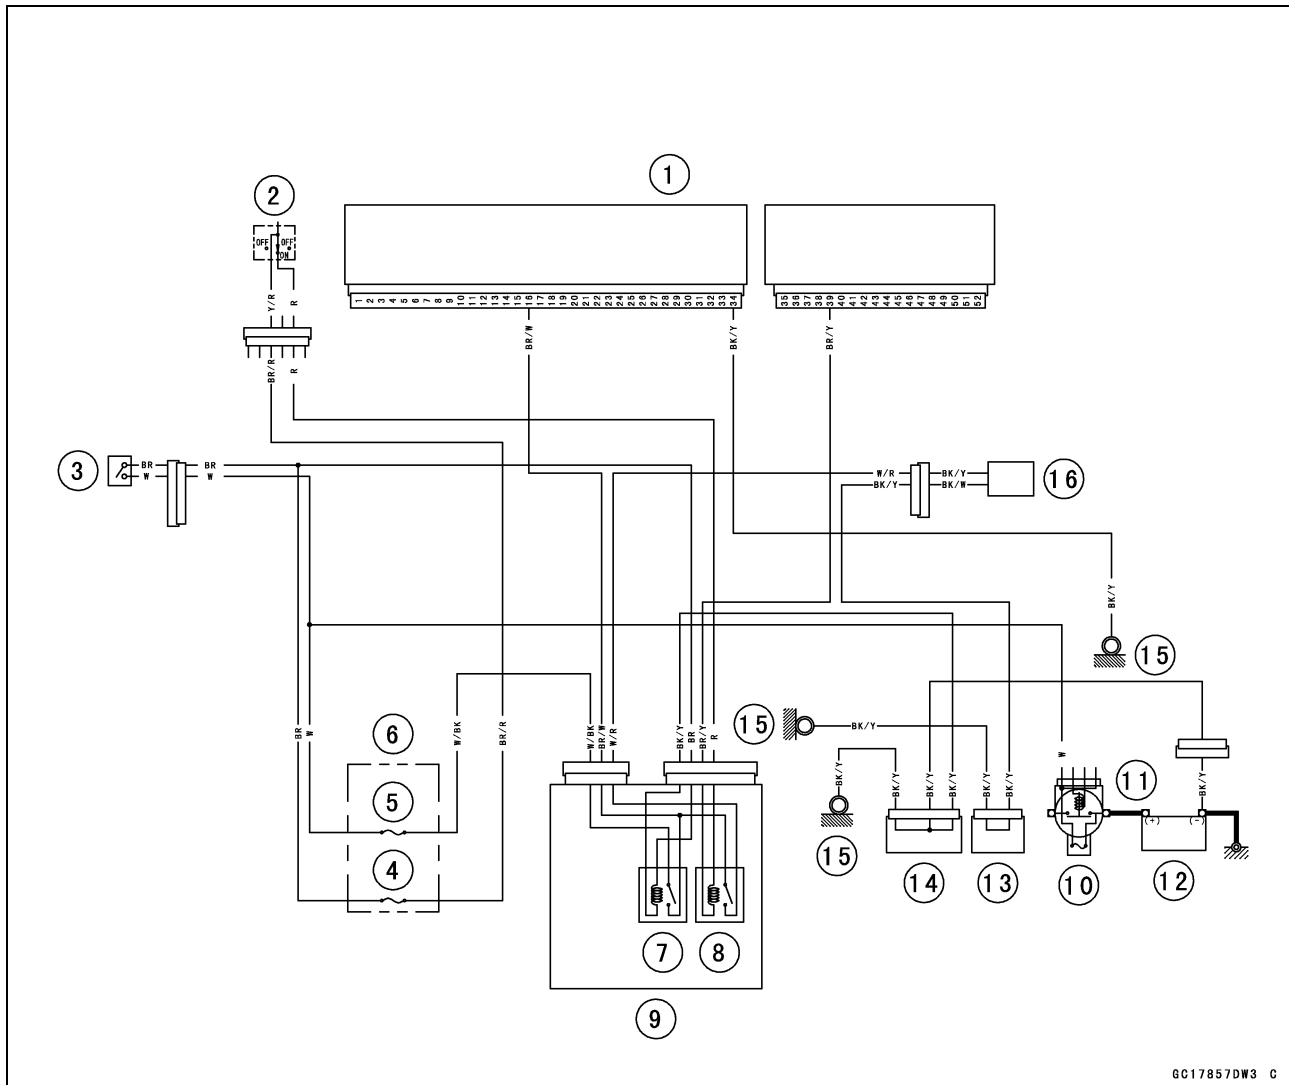 1
2
OFF OFF
ON
1 2 3 4 5 6 7 8 9 10 11 12 13 14 15 16 17 18 19 20 21 22 23 24 25 26 27 28 29 30 31 32 33 34
35 36 37 38 39 40 41 42 43 44 45 46 47 48 49 50 51 52
Y/R R
BR/W
BK/Y
BR/Y
BR/R R
3
BR BR
W W
W/R BK/Y
BK/Y BK/W
16
BK/Y
15
BR W
6
W/BK
BR/R
W/BK BR/W W/R
BK/Y BR BR/Y R
15
BK/Y
BK/Y
BK/Y BK/Y
BK/Y BK/Y
W
11
BK/Y
5
(+) (-)
4
15
14
13
10
12
7
8
9
GC17857DW3 C